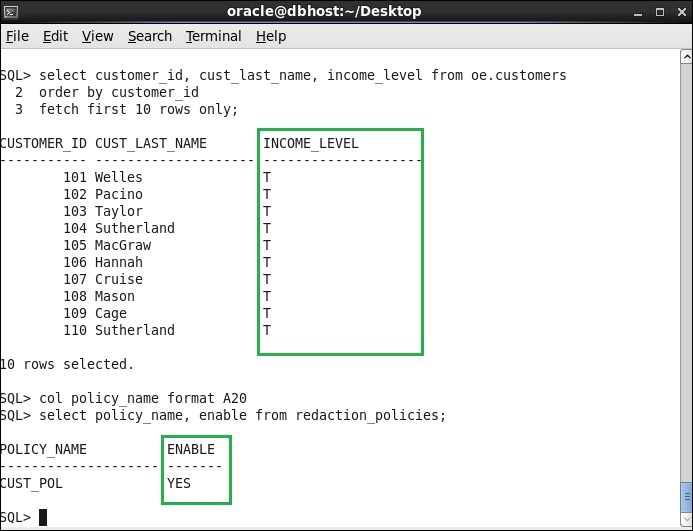 oracle@dbhost:~/Desktop
File Edit View Search Terminal Help
SQL> select customer_id, cust_last_name, income_level from oe.customers
  2  order by customer_id
  3  fetch first 10 rows only;
CUSTOMER_ID CUST_LAST_NAME       INCOME_LEVEL
----------- -------------------- --------------------
        101 Welles               T
        102 Pacino               T
        103 Taylor               T
        104 Sutherland           T
        105 MacGraw              T
        106 Hannah               T
        107 Cruise               T
        108 Mason                T
        109 Cage                 T
        110 Sutherland           T
10 rows selected.
SQL> col policy_name format A20
SQL> select policy_name, enable from redaction_policies;
POLICY_NAME          ENABLE
-------------------- -------
CUST_POL             YES
SQL>